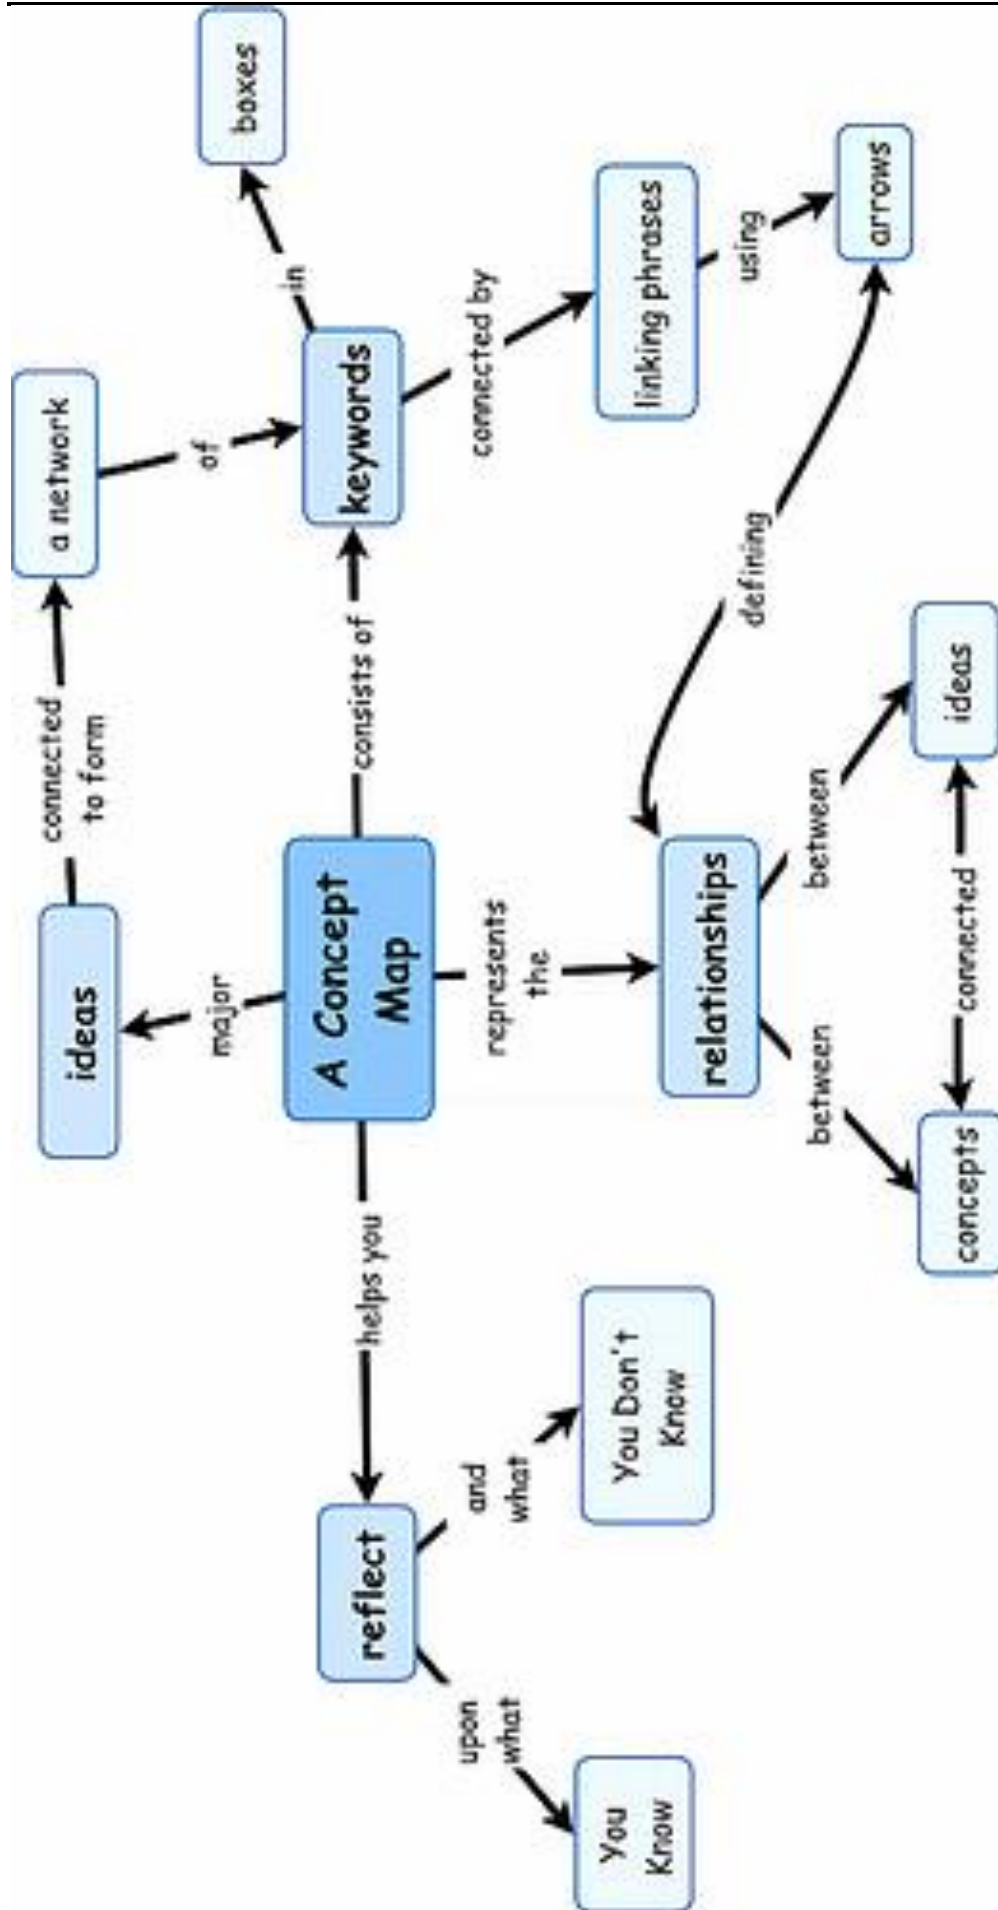 ideas
connected
to form
a network
major
of
boxes
in
A Concept
Map
consists of
keywords
helps you
reflect
represents
the
connected by
linking phrases
using
arrows
upon
what
and
what
You
Know
You Don't
Know
relationships
defining
between
between
concepts
connected
ideas